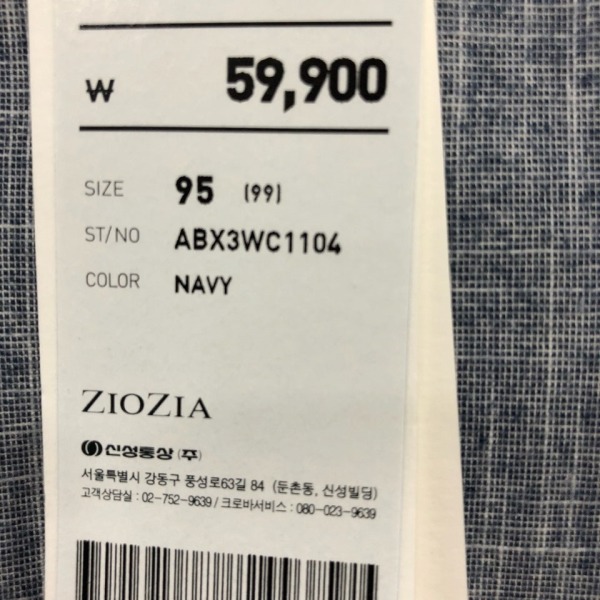 ₩ 59,900
SIZE 95 (99)
ST/NO ABX3WC1104
COLOR NAVY
ZIOZIA
신성통상 (주)
서울특별시 강동구 풍성로63길 84 (둔촌동, 신성빌딩)
고객상담실 : 02-752-9639 / 크로바서비스 : 080-023-9639